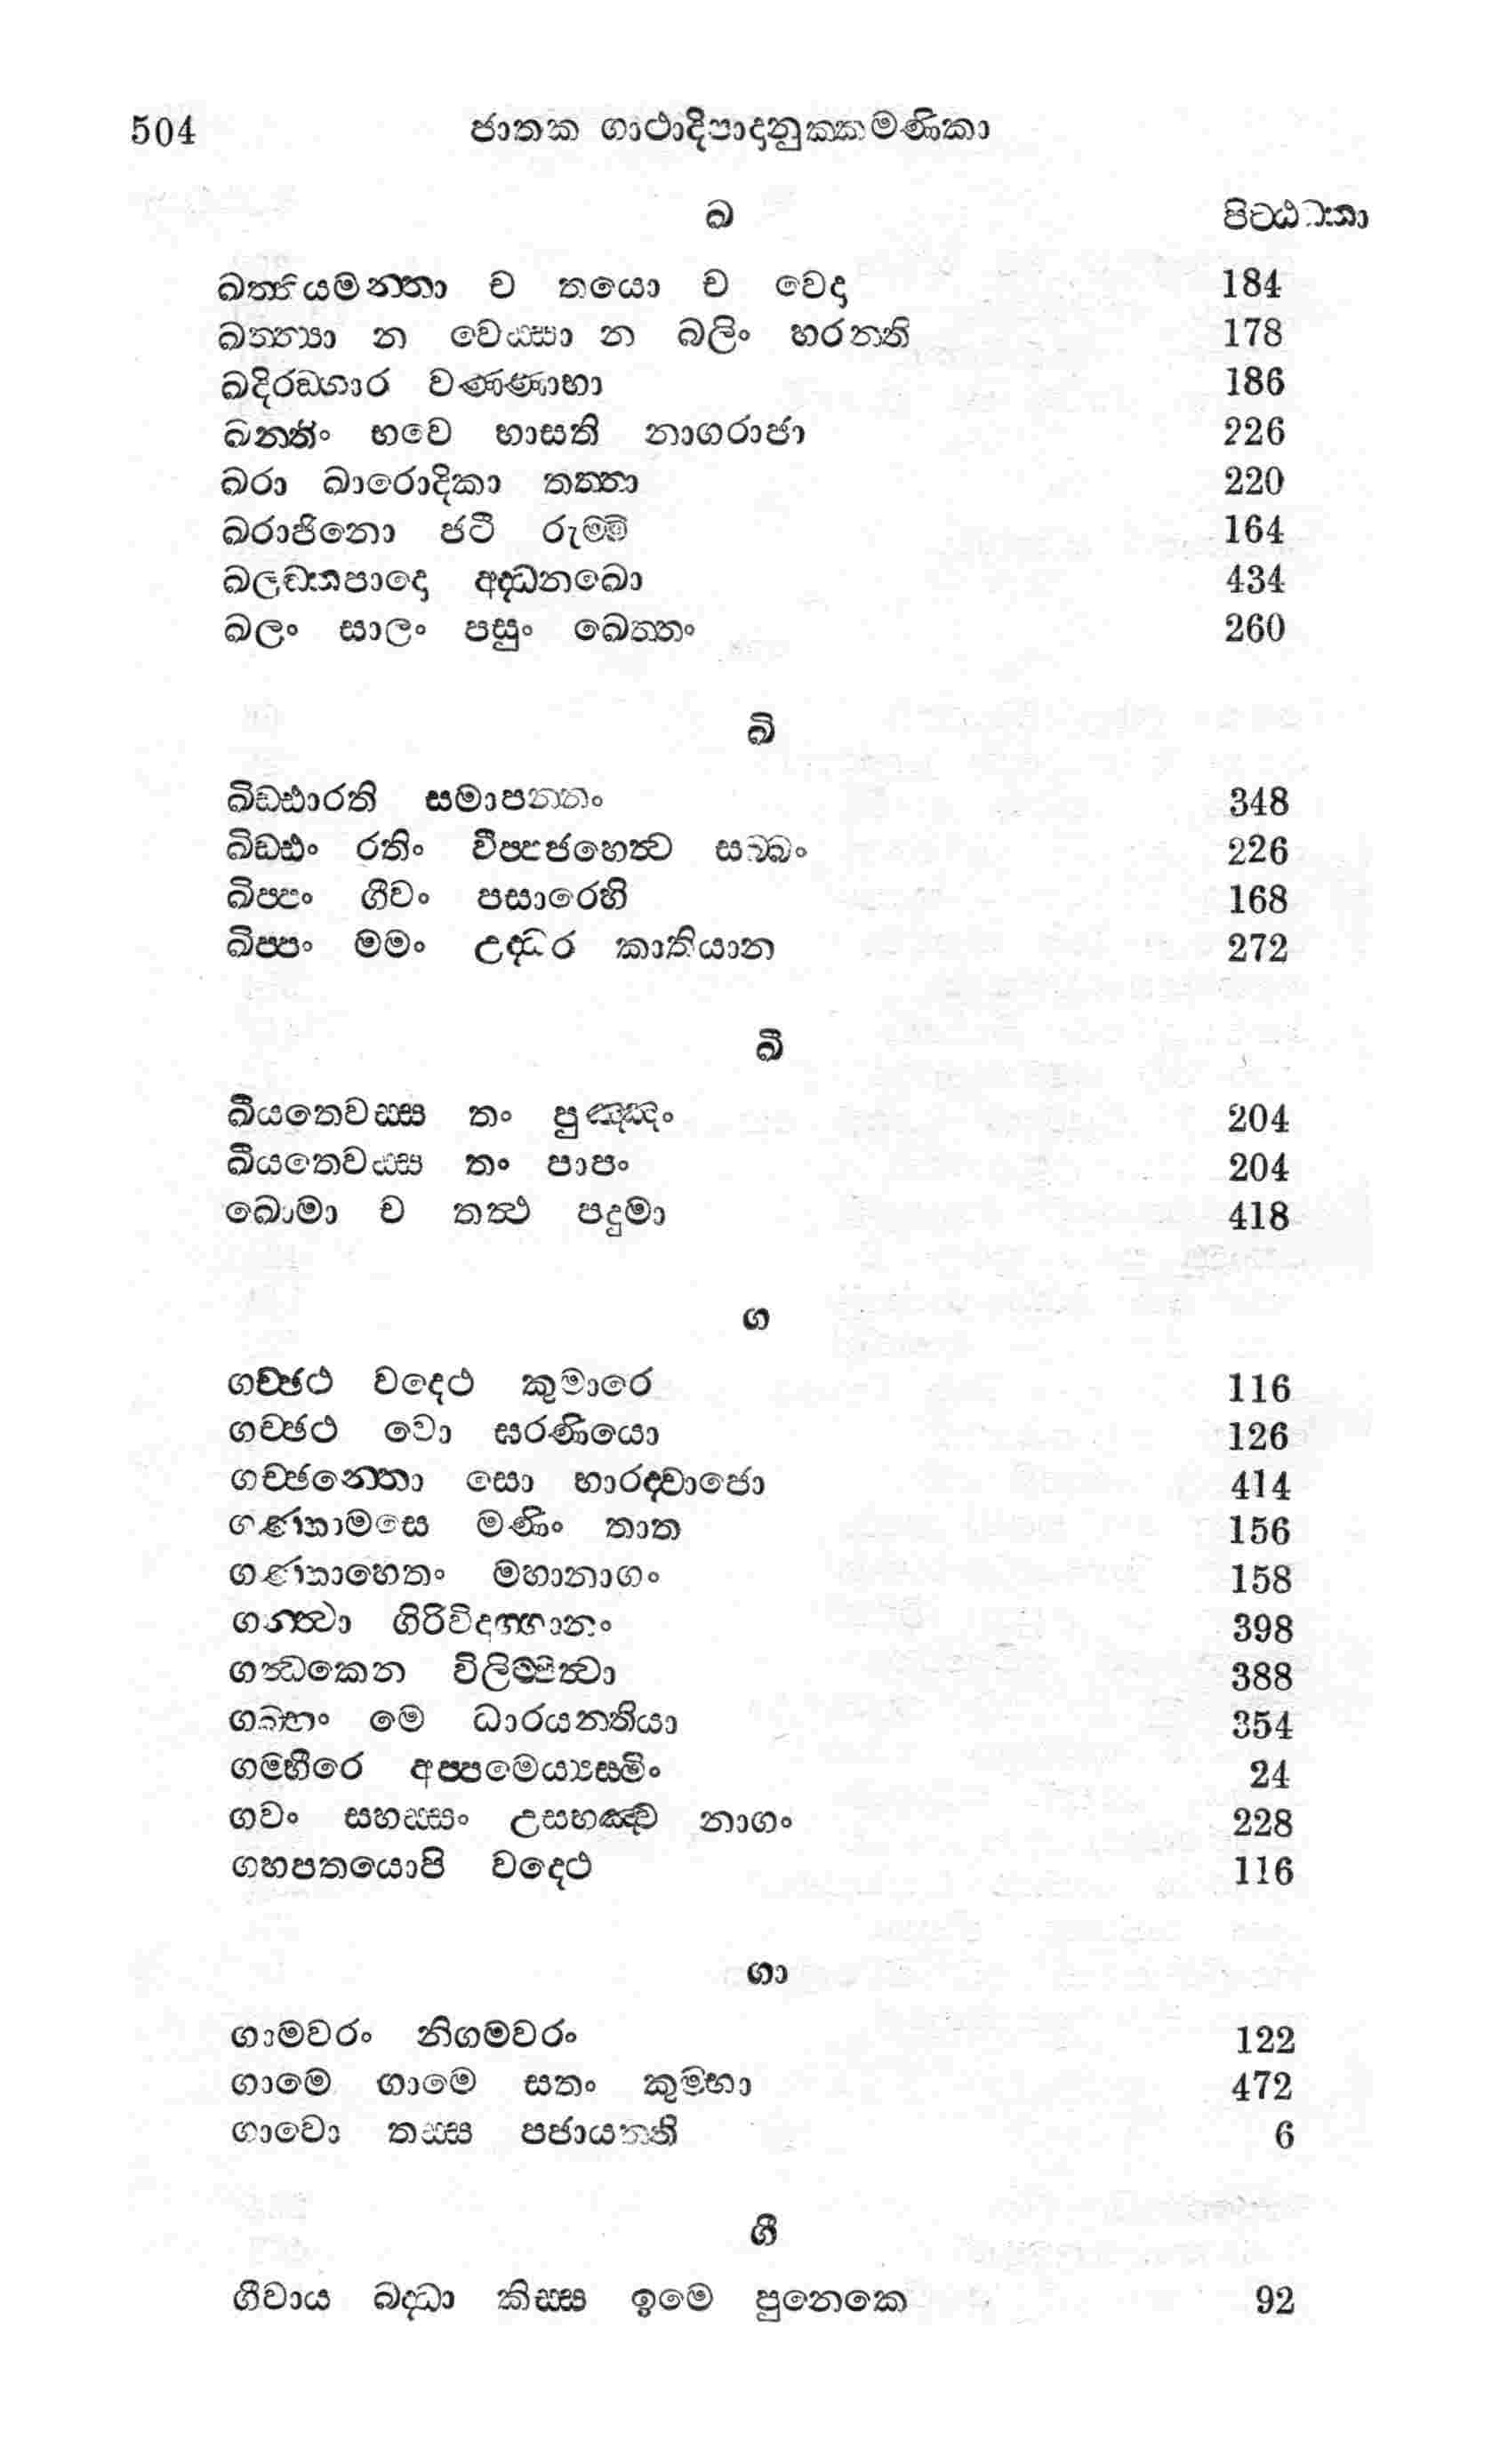 504 ජාතක ගාථාදිපාදානුක්කමණිකා
ඛ පිට්ඨඞ්කා
ඛත්තියමන්තා ච තයො ච වෙදා 184
ඛත්ත්‍යා න වෙස්සා න බලිං හරන්ති 178
ඛදිරඞ්ගාර වණ්ණාභා 186
ඛන්තිං භවෙ භාසති නාගරාජා 226
ඛරා ඛාරොදිකා තත්තා 220
ඛරාජිනො ජටී රුම්මී 164
ඛලඞ්කපාදො අද්ධනඛො 434
ඛලං සාලං පසුං ඛෙත්තං 260
ඛි
ඛිඩ්ඪාරති සමාපන්නං 348
ඛිඩ්ඪං රතිං විප්පජහෙත්ව සබ්බං 226
ඛිප්පං ගීවං පසාරෙහි 168
ඛිප්පං මමං උද්ධර කාතියාන 272
ඛී
ඛීයතෙවස්ස තං පුඤ්ඤං 204
ඛීයතෙවස්ස තං පාපං 204
ඛොමා ච තත්ථ පදුමා 418
ග
ගච්ඡථ වදෙථ කුමාරෙ 116
ගච්ඡථ වො ඝරණියො 126
ගච්ඡන්තො සො භාරද්වාජො 414
ගණ්හාමසෙ මණිං තාත 156
ගණ්හාහෙතං මහානාගං 158
ගන්ත්වා ගිරිවිදුග්ගානං 398
ගන්ධකෙන විලිම්පිත්වා 388
ගබ්භං මෙ ධාරයන්තියා 354
ගම්භීරෙ අප්පමෙය්‍යස්මිං 24
ගවං සහස්සං උසභඤ්ච නාගං 228
ගහපතයොපි වදෙථ 116
ගා
ගාමවරං නිගමවරං 122
ගාමෙ ගාමෙ සතං කුම්භා 472
ගාවො තස්ස පජායන්ති 6
ගී
ගීවාය බද්ධා කිස්ස ඉමෙ පුනෙකෙ 92